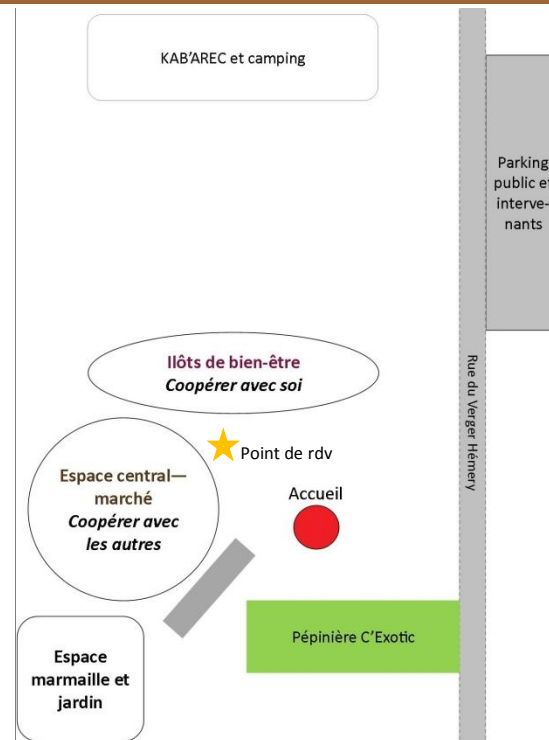 KAB'AREC et camping
Parking
public et
interve-
nants
Ilôts de bien-être
Coopérer avec soi
Rue du Verger Hémery
Point de rdv
Espace central—
marché
Coopérer avec
les autres
Accueil
Pépinière C'Exotic
Espace
marmaille et
jardin